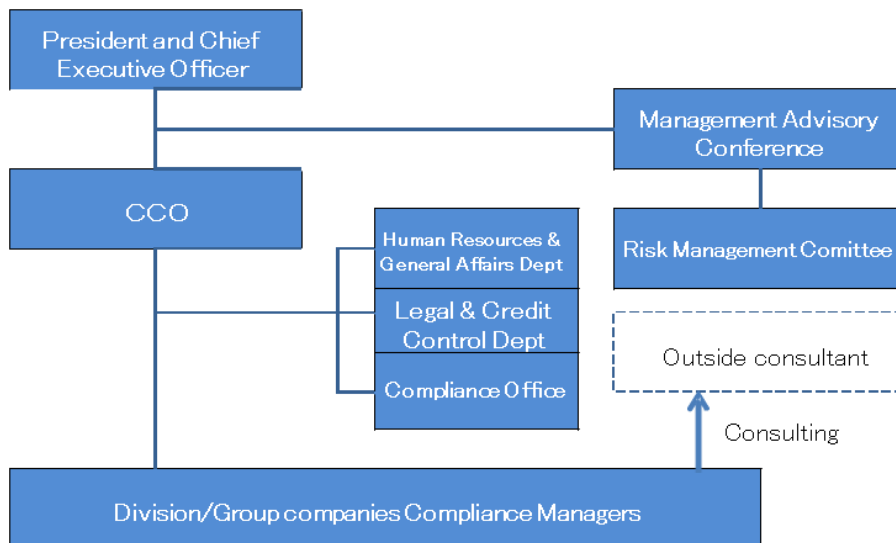 President and Chief
Executive Officer
Management Advisory
Conference
CCO
Human Resources &
General Affairs Dept
Risk Management Comittee
Legal & Credit
Control Dept
Outside consultant
Compliance Office
Consulting
Division/Group companies Compliance Managers